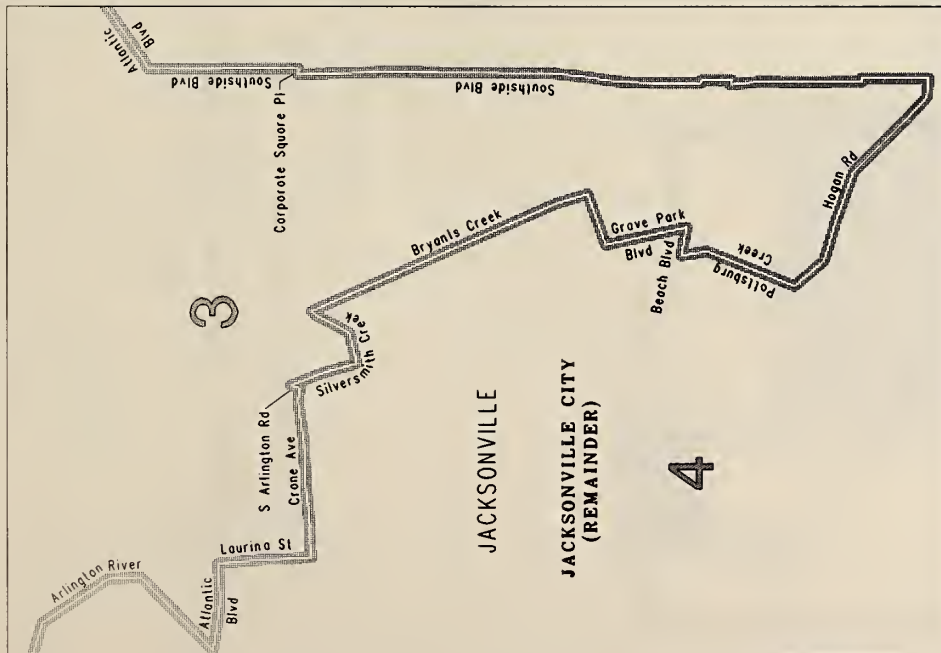 Atlantic
Blvd
Southside Blvd
Corporate Square Pl
Southside Blvd
3
Bryants Creek
Grove Park
Blvd
Beach Blvd
Pottsburg
Creek
Hogan Rd
Silversmith Creek
S Arlington Rd
Crane Ave
JACKSONVILLE
JACKSONVILLE CITY
(REMAINDER)
4
Laurina St
Arlington River
Atlantic
Blvd